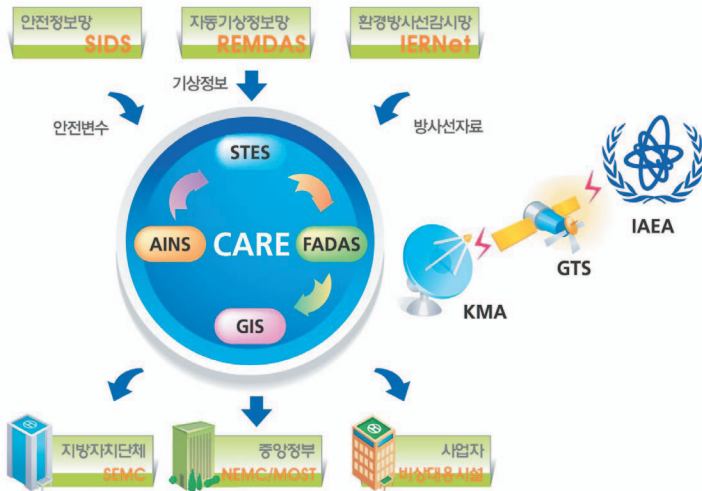 안전정보망
SIDS
자동기상정보망
REMDAS
환경방사선감시망
IERNet
기상정보
안전변수
방사선자료
STES
AINS
CARE
FADAS
GIS
IAEA
GTS
KMA
지방자치단체
SEMC
중앙정부
NEMC/MOST
사업자
비상대응시설